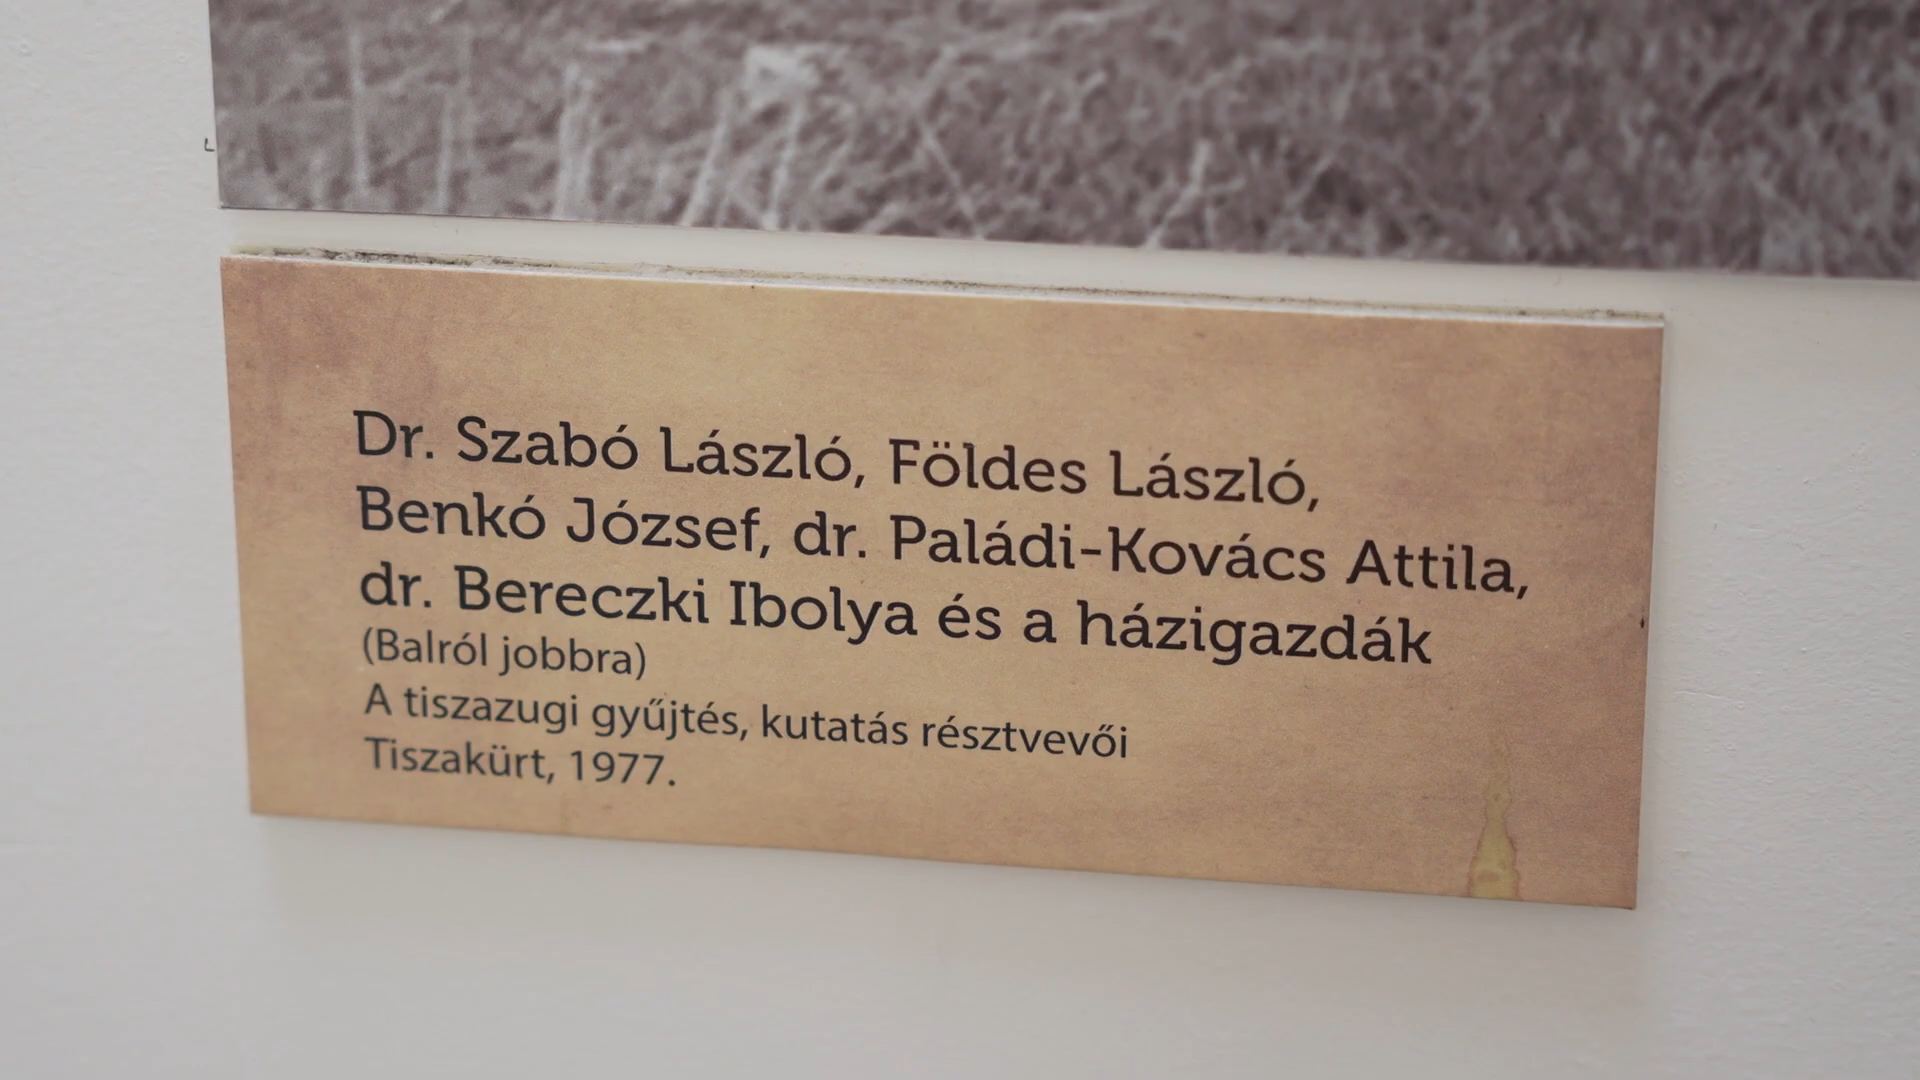 Dr. Szabó László, Földes László,
Benkó József, dr. Paládi-Kovács Attila,
dr. Bereczki Ibolya és a házigazdák
(Balról jobbra)
A tiszazugi gyűjtés, kutatás résztvevői
Tiszakürt, 1977.